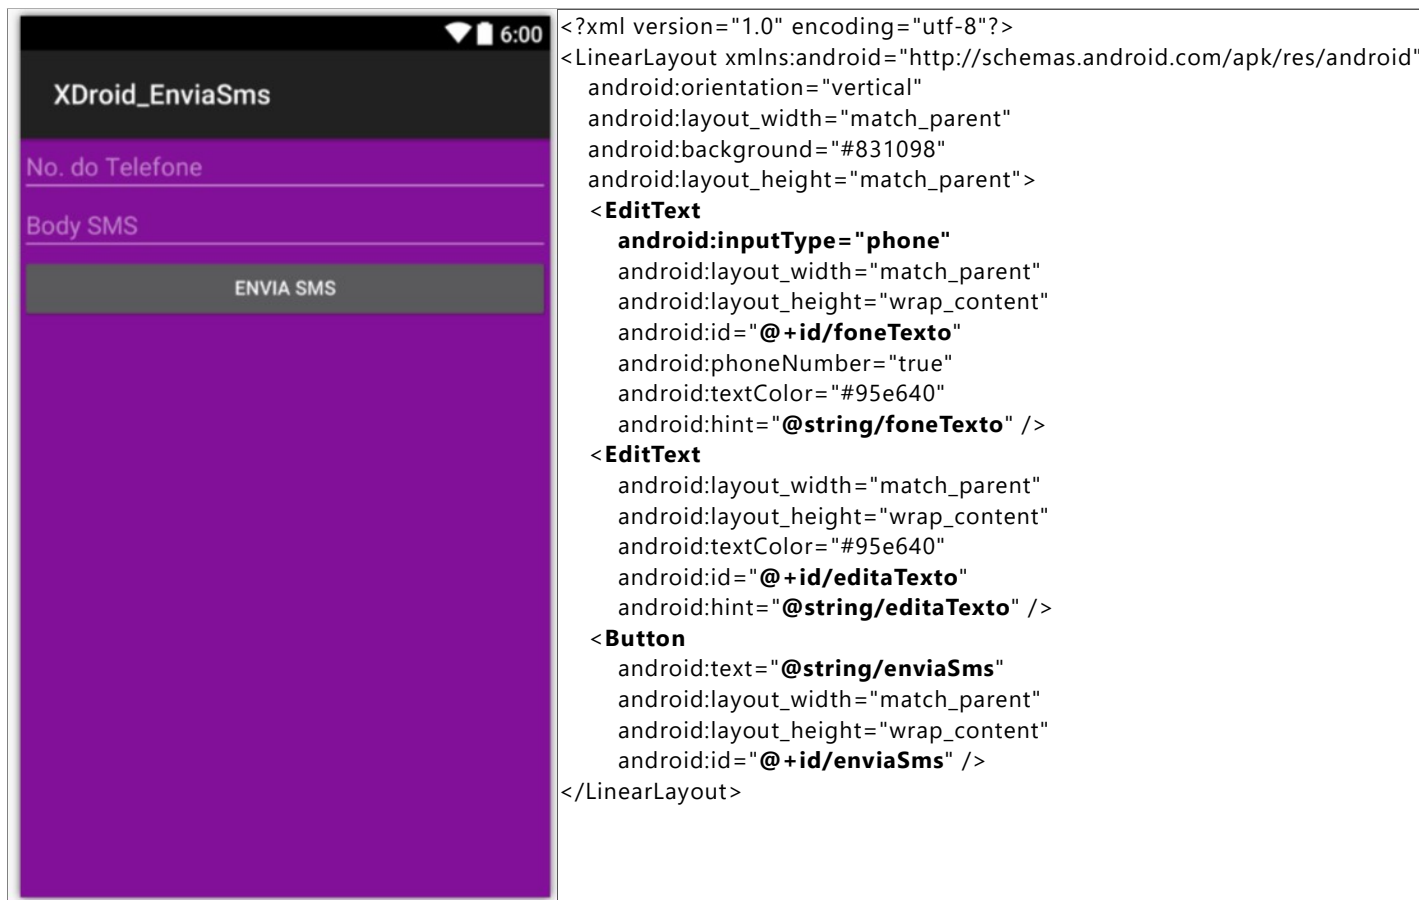 6:00
XDroid_EnviaSms
No. do Telefone
Body SMS
ENVIA SMS
<?xml version="1.0" encoding="utf-8"?>
<LinearLayout xmlns:android="http://schemas.android.com/apk/res/android"
android:orientation="vertical"
android:layout_width="match_parent"
android:background="#831098"
android:layout_height="match_parent">
<EditText
android:inputType="phone"
android:layout_width="match_parent"
android:layout_height="wrap_content"
android:id="@+id/foneTexto"
android:phoneNumber="true"
android:textColor="#95e640"
android:hint="@string/foneTexto" />
<EditText
android:layout_width="match_parent"
android:layout_height="wrap_content"
android:textColor="#95e640"
android:id="@+id/editaTexto"
android:hint="@string/editaTexto" />
<Button
android:text="@string/enviaSms"
android:layout_width="match_parent"
android:layout_height="wrap_content"
android:id="@+id/enviaSms" />
</LinearLayout>